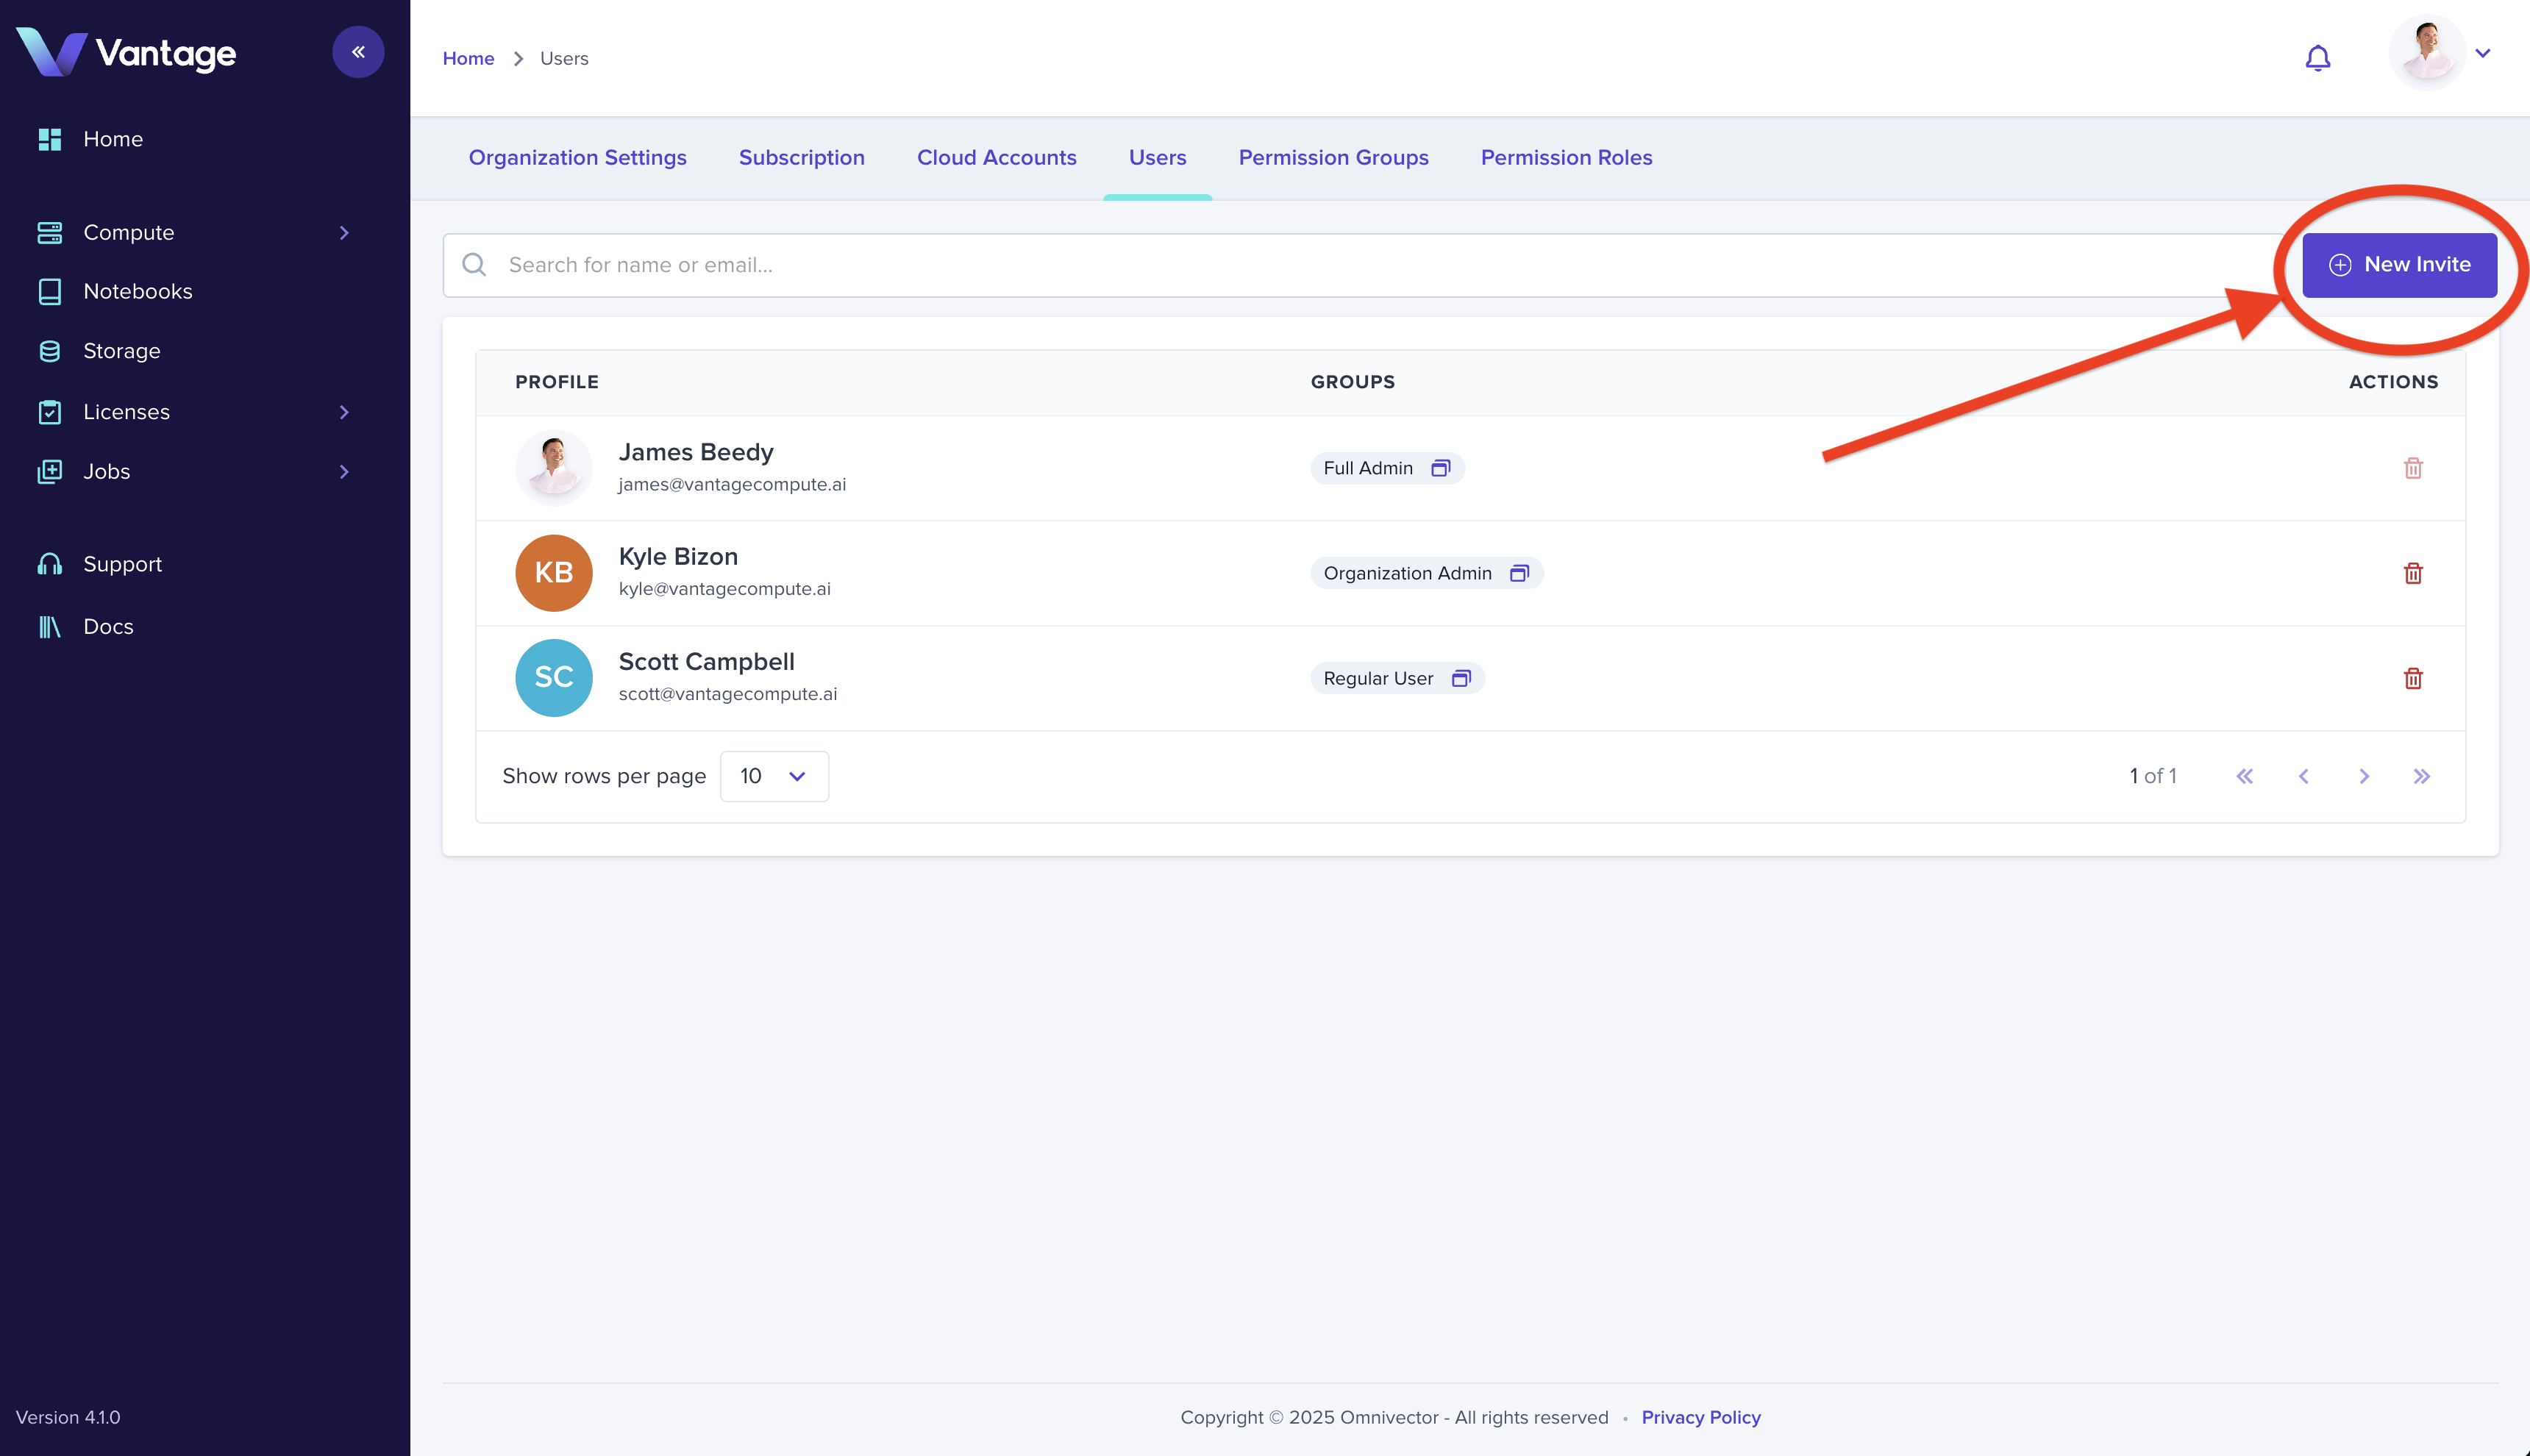 Vantage
Home
Compute
Notebooks
Storage
Licenses
Jobs
Support
Docs
Version 4.1.0
Home > Users
Organization Settings Subscription Cloud Accounts Users Permission Groups Permission Roles
Search for name or email...
New Invite
PROFILE GROUPS ACTIONS
James Beedy
james@vantagecompute.ai
Full Admin
KB
Kyle Bizon
kyle@vantagecompute.ai
Organization Admin
SC
Scott Campbell
scott@vantagecompute.ai
Regular User
Show rows per page 10
1 of 1
Copyright © 2025 Omnivector - All rights reserved • Privacy Policy